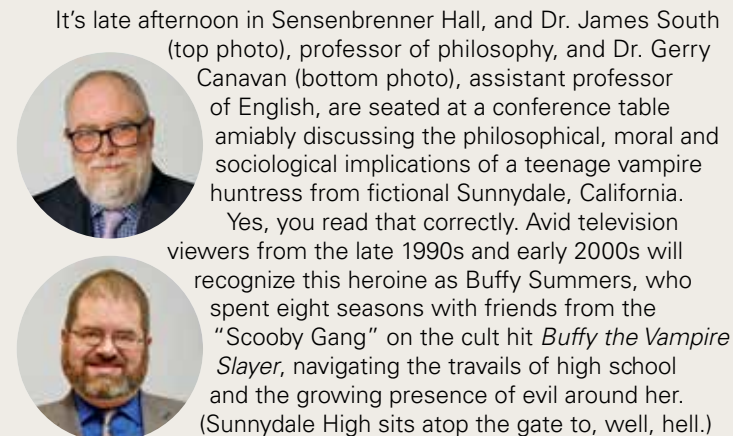 It’s late afternoon in Sensenbrenner Hall, and Dr. James South
(top photo), professor of philosophy, and Dr. Gerry
Canavan (bottom photo), assistant professor
of English, are seated at a conference table
amiably discussing the philosophical, moral and
sociological implications of a teenage vampire
huntress from fictional Sunnydale, California.
Yes, you read that correctly. Avid television
viewers from the late 1990s and early 2000s will
recognize this heroine as Buffy Summers, who
spent eight seasons with friends from the
“Scooby Gang” on the cult hit Buffy the Vampire
Slayer, navigating the travails of high school
and the growing presence of evil around her.
(Sunnydale High sits atop the gate to, well, hell.)